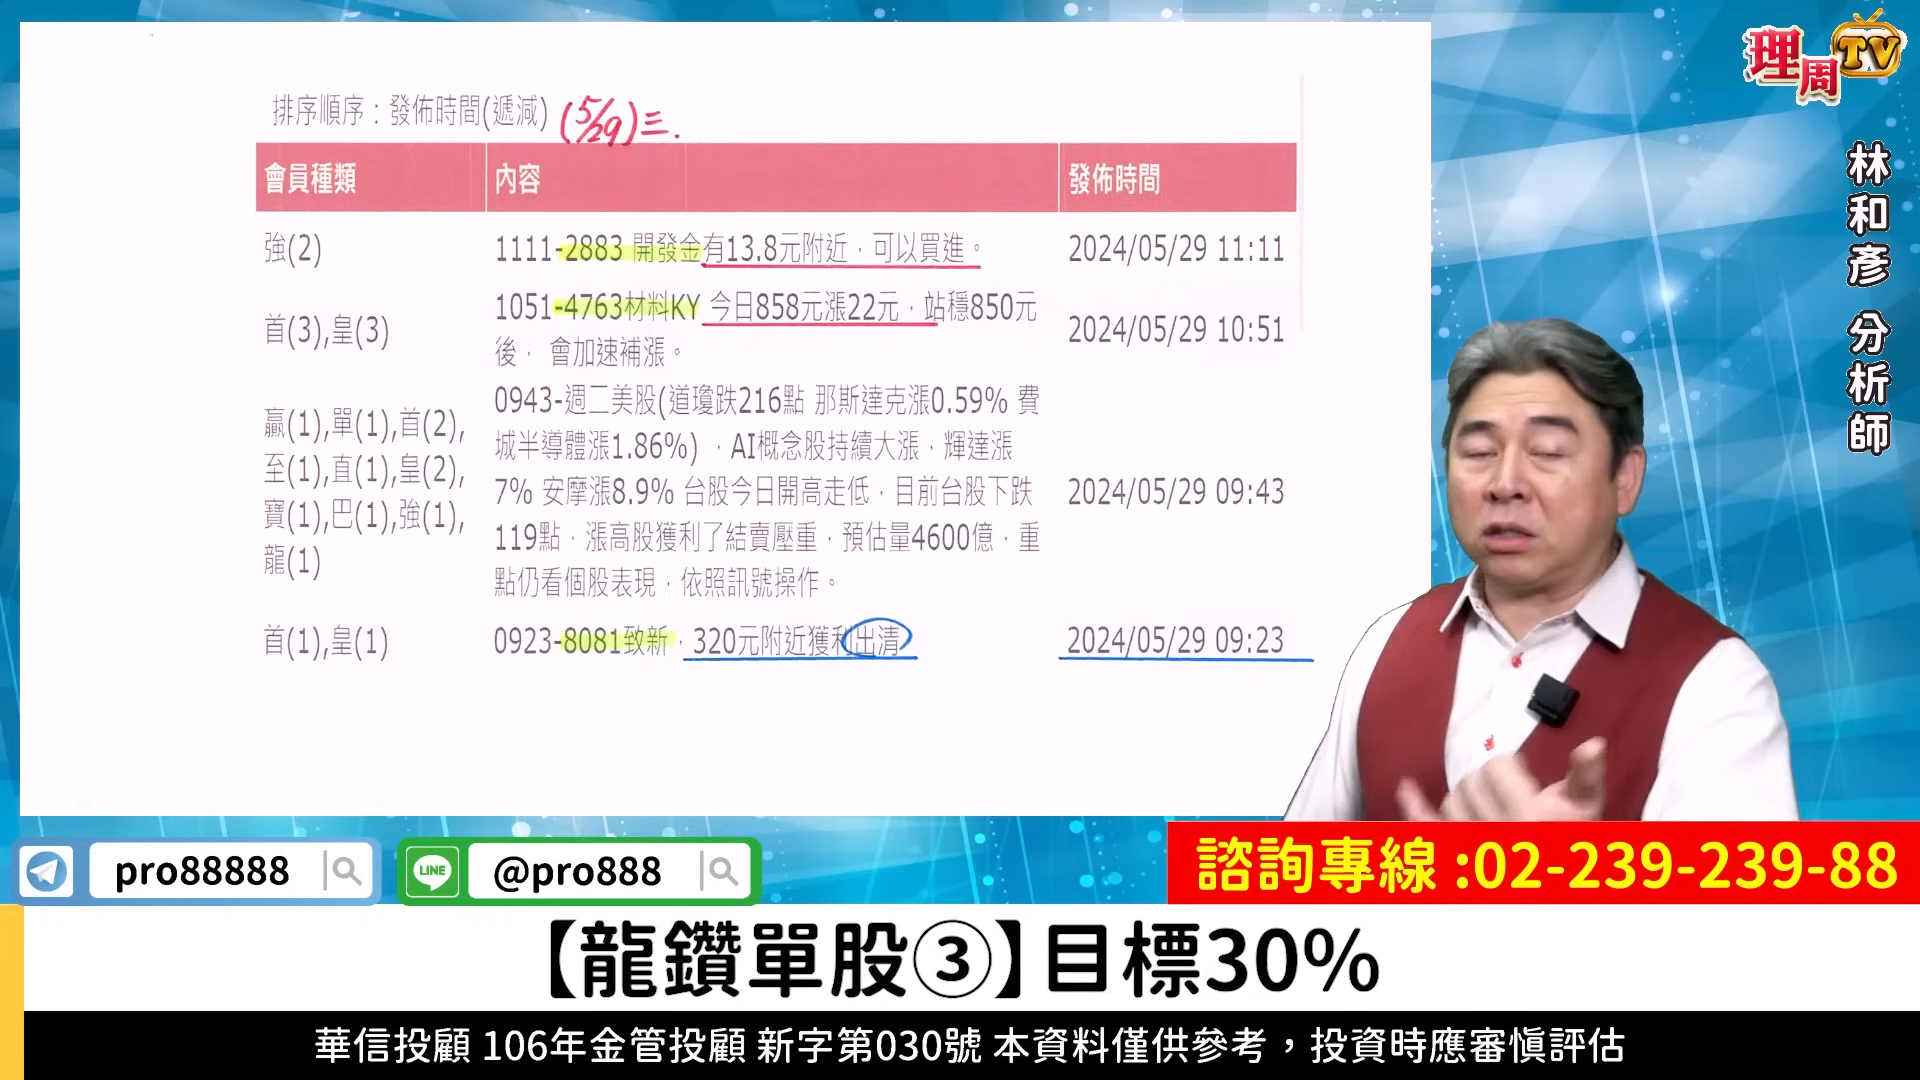 理周TV
林和彥 分析師
排序順序：發佈時間(遞減) (5/29)三.
會員種類 內容 發佈時間
強(2) 1111-2883 開發金有13.8元附近，可以買進。 2024/05/29 11:11
首(3),皇(3) 1051-4763材料KY 今日858元漲22元，站穩850元 2024/05/29 10:51
後， 會加速補漲。
0943-週二美股(道瓊跌216點 那斯達克漲0.59% 費
贏(1),單(1),首(2), 城半導體漲1.86%) ，AI概念股持續大漲，輝達漲
至(1),直(1),皇(2), 7% 安摩漲8.9% 台股今日開高走低，目前台股下跌 2024/05/29 09:43
寶(1),巴(1),強(1), 119點，漲高股獲利了結賣壓重，預估量4600億，重
龍(1) 點仍看個股表現，依照訊號操作。
首(1),皇(1) 0923-8081致新，320元附近獲利出清 2024/05/29 09:23
pro88888
LINE @pro888
諮詢專線 :02-239-239-88
【龍鑽單股③】目標30%
華信投顧 106年金管投顧 新字第030號 本資料僅供參考，投資時應審慎評估